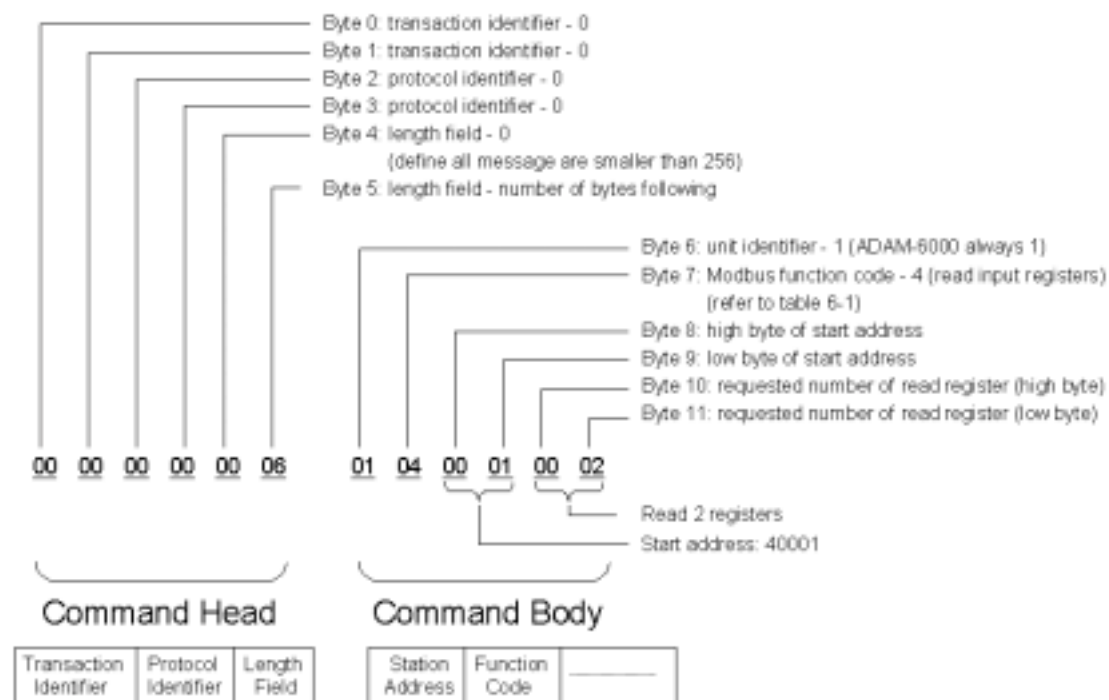 Byte 0: transaction identifier - 0
Byte 1: transaction identifier - 0
Byte 2: protocol identifier - 0
Byte 3: protocol identifier - 0
Byte 4: length field - 0
(define all message are smaller than 256)
Byte 5: length field - number of bytes following
Byte 6: unit identifier - 1 (ADAM-6000 always 1)
Byte 7: Modbus function code - 4 (read input registers)
(refer to table 6-1)
Byte 8: high byte of start address
Byte 9: low byte of start address
Byte 10: requested number of read register (high byte)
Byte 11: requested number of read register (low byte)
00 00 00 00 00 06 01 04 00 01 00 02
Read 2 registers
Start address: 40001
Command Head Command Body
Transaction Protocol Length Station Function
Identifier Identifier Field Address Code